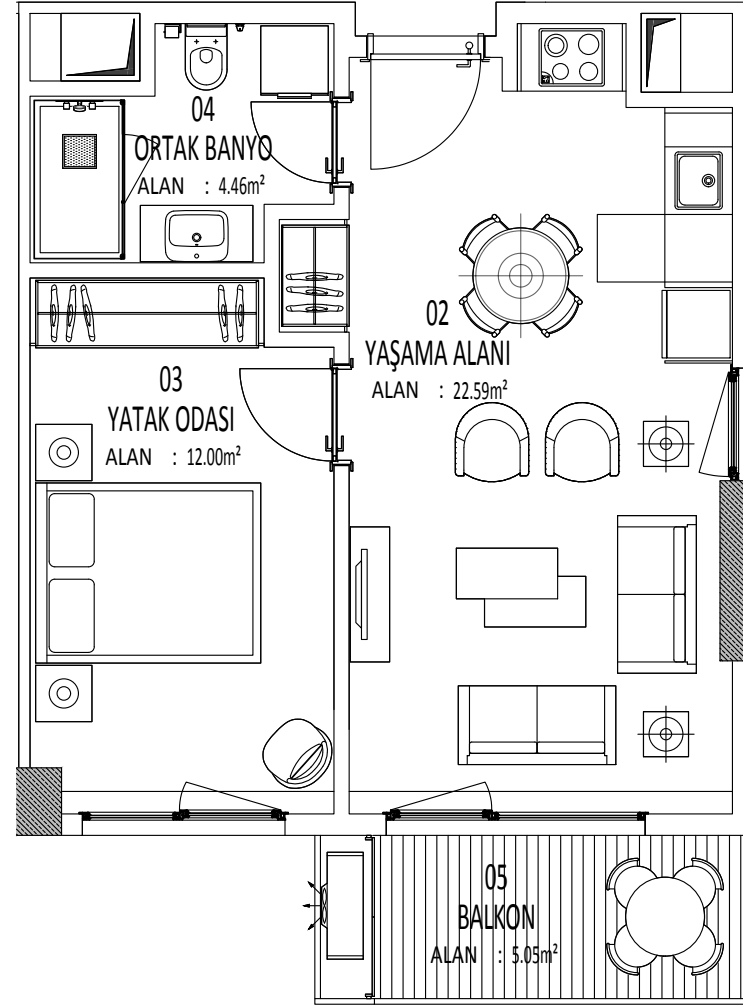 04
ORTAK BANYO
ALAN : 4.46m²
02
YAŞAMA ALANI
ALAN : 22.59m²
03
YATAK ODASI
ALAN : 12.00m²
05
BALKON
ALAN : 5.05m²